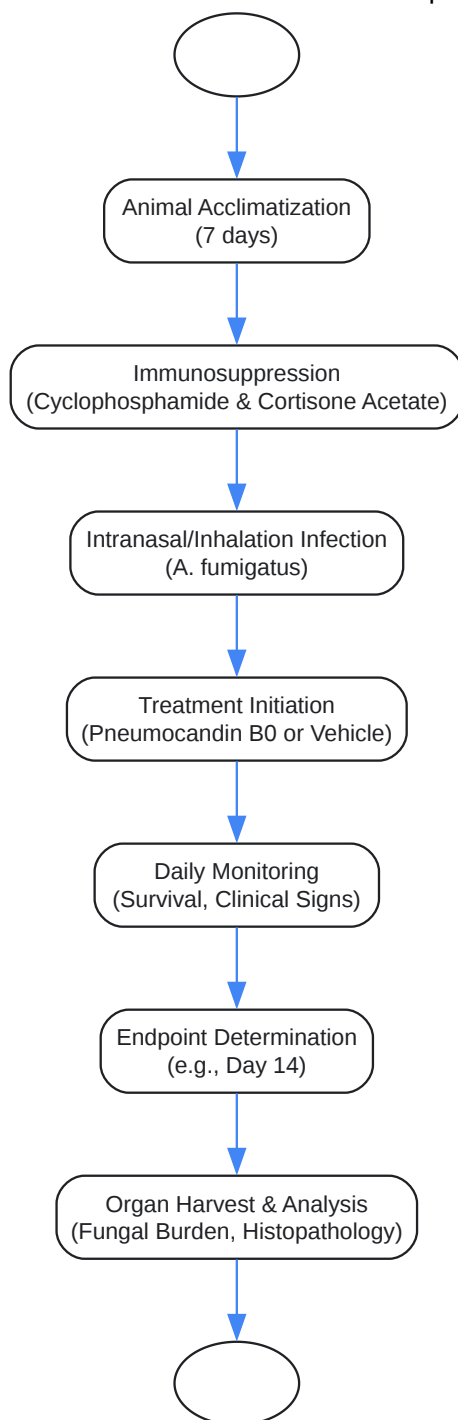 Animal Acclimatization
(7 days)
Immunosuppression
(Cyclophosphamide & Cortisone Acetate)
Intranasal/Inhalation Infection
(A. fumigatus)
Treatment Initiation
(Pneumocandin B0 or Vehicle)
Daily Monitoring
(Survival, Clinical Signs)
Endpoint Determination
(e.g., Day 14)
Organ Harvest & Analysis
(Fungal Burden, Histopathology)